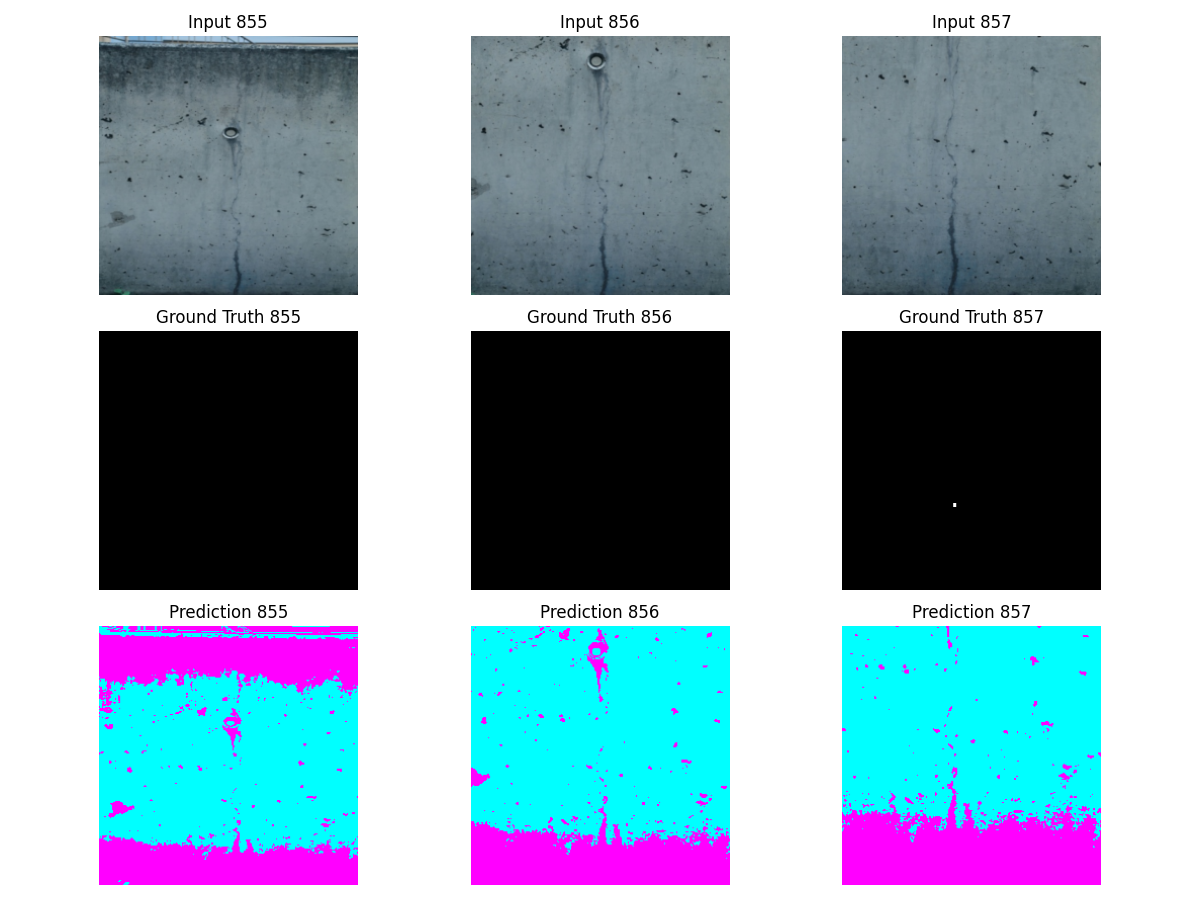 Input 855
Input 856
Input 857
Ground Truth 855
Ground Truth 856
Ground Truth 857
Prediction 855
Prediction 856
Prediction 857